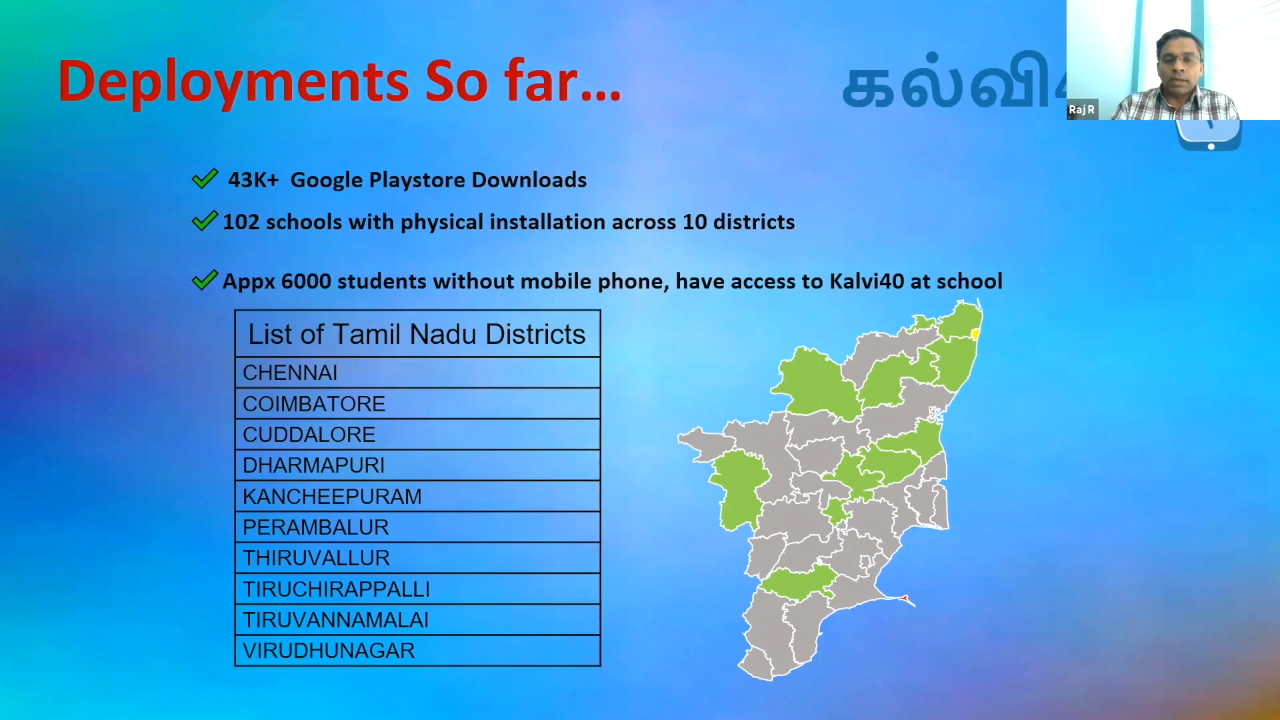 Deployments So far...
கல்வி
Raj R
43K+ Google Playstore Downloads
102 schools with physical installation across 10 districts
Appx 6000 students without mobile phone, have access to Kalvi40 at school
List of Tamil Nadu Districts
CHENNAI
COIMBATORE
CUDDALORE
DHARMAPURI
KANCHEEPURAM
PERAMBALUR
THIRUVALLUR
TIRUCHIRAPPALLI
TIRUVANNAMALAI
VIRUDHUNAGAR